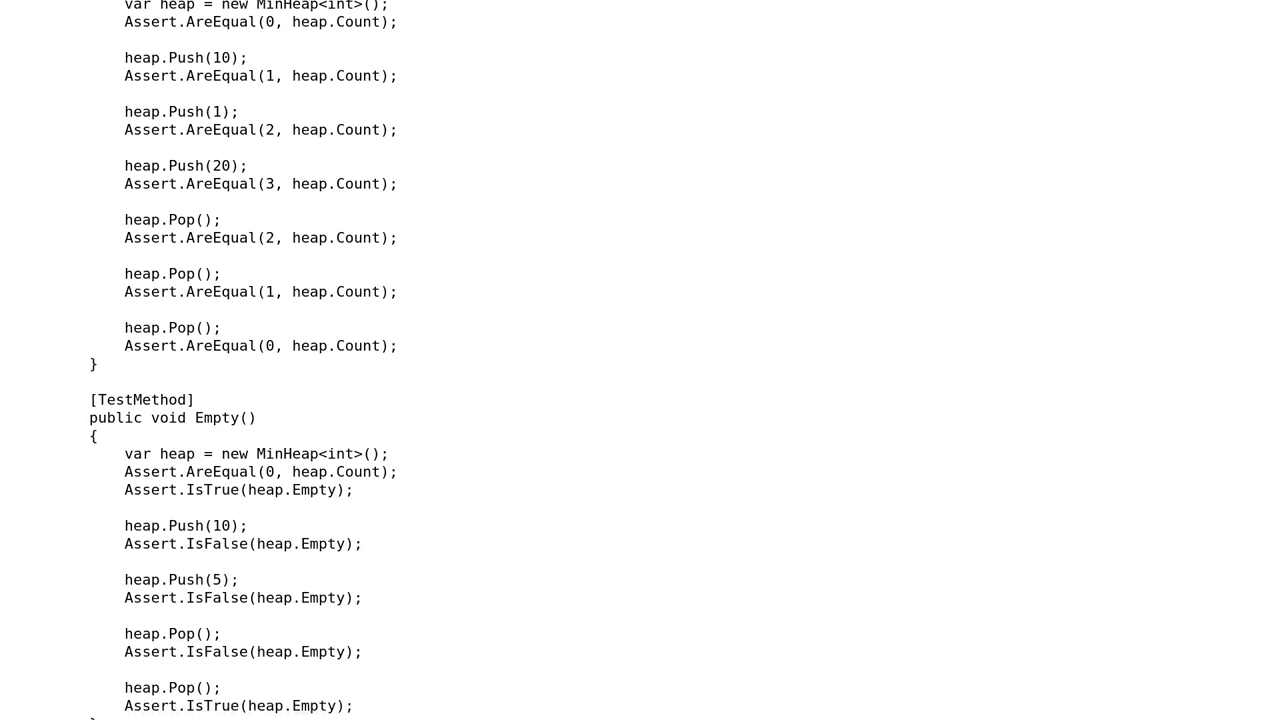 var heap = new MinHeap<int>();
Assert.AreEqual(0, heap.Count);
heap.Push(10);
Assert.AreEqual(1, heap.Count);
heap.Push(1);
Assert.AreEqual(2, heap.Count);
heap.Push(20);
Assert.AreEqual(3, heap.Count);
heap.Pop();
Assert.AreEqual(2, heap.Count);
heap.Pop();
Assert.AreEqual(1, heap.Count);
heap.Pop();
Assert.AreEqual(0, heap.Count);
}
[TestMethod]
public void Empty()
{
var heap = new MinHeap<int>();
Assert.AreEqual(0, heap.Count);
Assert.IsTrue(heap.Empty);
heap.Push(10);
Assert.IsFalse(heap.Empty);
heap.Push(5);
Assert.IsFalse(heap.Empty);
heap.Pop();
Assert.IsFalse(heap.Empty);
heap.Pop();
Assert.IsTrue(heap.Empty);
}